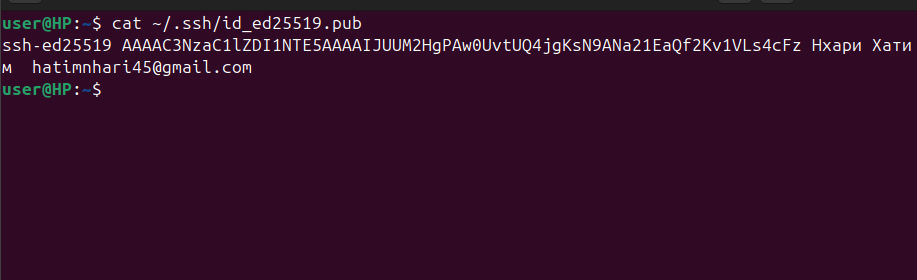 user@HP:~$ cat ~/.ssh/id_ed25519.pub
ssh-ed25519 AAAAC3NzaC1lZDI1NTE5AAAAIJUUM2HgPAw0UvtUQ4jgKsN9ANa21EaQf2Kv1VLs4cFz Нхари Хати
м  hatimnhari45@gmail.com
user@HP:~$